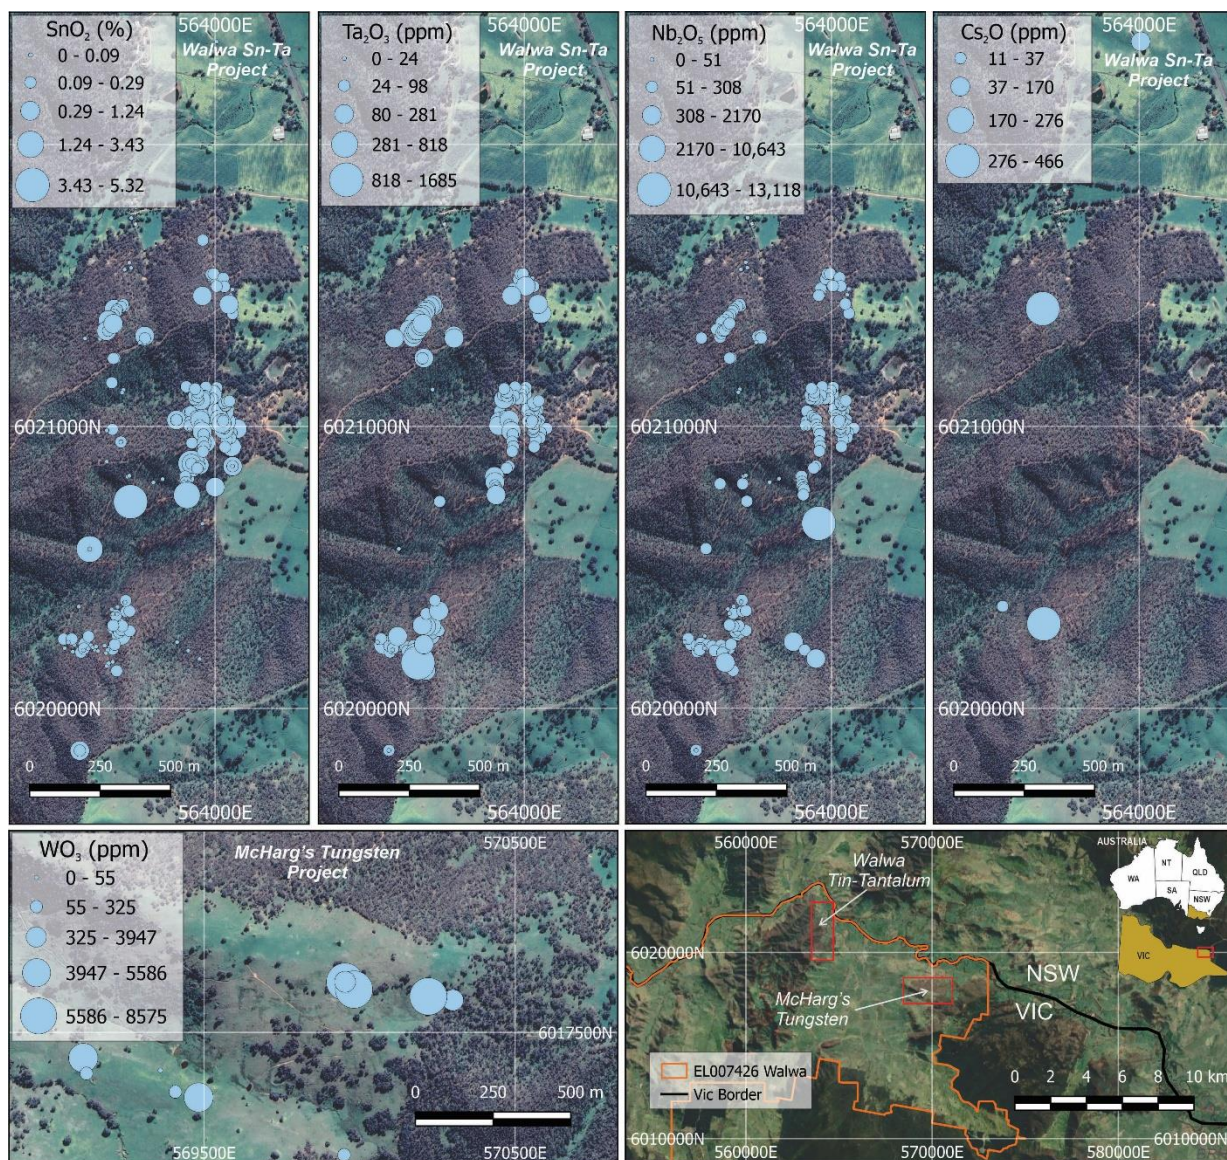 SnO₂ (%)
0 - 0.09
0.09 - 0.29
0.29 - 1.24
1.24 - 3.43
3.43 - 5.32
564000E
Walwa Sn-Ta
Project
6021000N
6020000N
0 250 500 m
564000E
Ta₂O₃ (ppm)
0 - 24
24 - 98
80 - 281
281 - 818
818 - 1685
564000E
Walwa Sn-Ta
Project
6021000N
6020000N
0 250 500 m
564000E
Nb₂O₅ (ppm)
0 - 51
51 - 308
308 - 2170
2170 - 10,643
10,643 - 13,118
564000E
Walwa Sn-Ta
Project
6021000N
6020000N
0 250 500 m
564000E
Cs₂O (ppm)
11 - 37
37 - 170
170 - 276
276 - 466
564000E
Walwa Sn-Ta
Project
6021000N
6020000N
0 250 500 m
564000E
WO₃ (ppm)
0 - 55
55 - 325
325 - 3947
3947 - 5586
5586 - 8575
McHarg's Tungsten
Project
570500E
6017500N
0 250 500 m
569500E
570500E
560000E
570000E
Walwa
Tin-Tantalum
6020000N
McHarg's
Tungsten
NSW
VIC
EL007426 Walwa
Vic Border
0 2 4 6 8 10 km
6010000N
6010000N
560000E
570000E
580000E
AUSTRALIA
WA
NT
QLD
SA
NSW
VIC